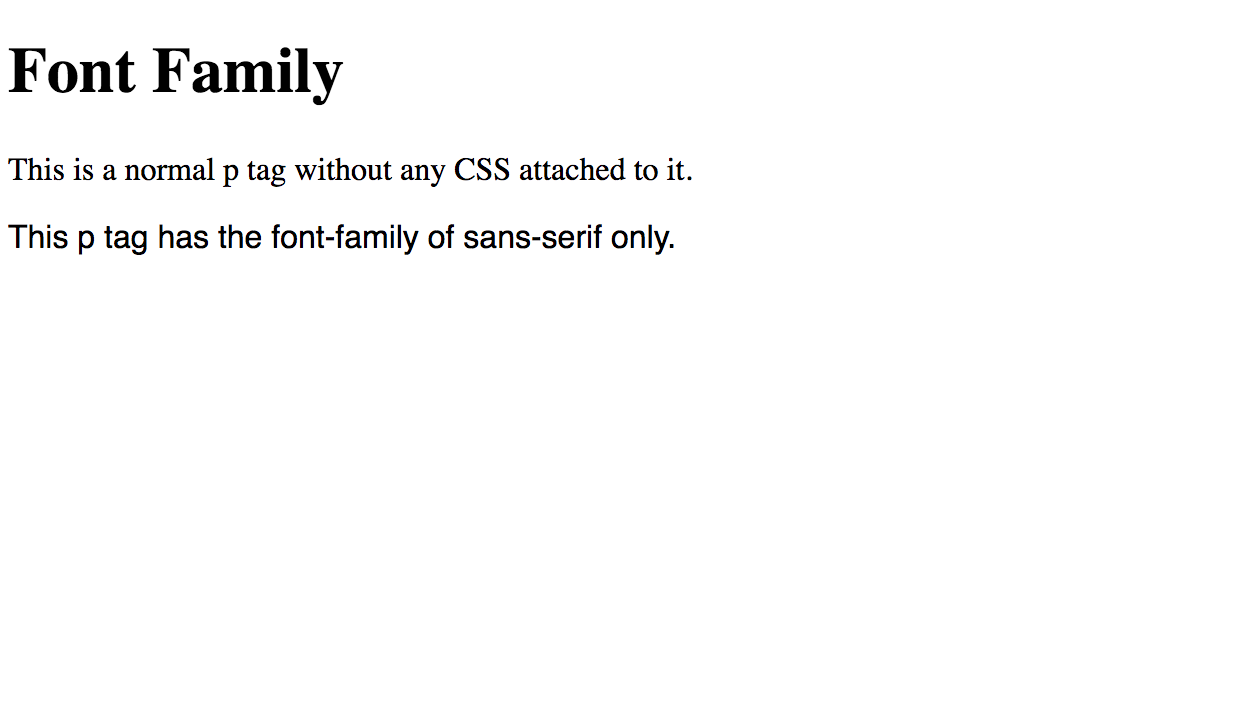 Font Family
This is a normal p tag without any CSS attached to it.
This p tag has the font-family of sans-serif only.